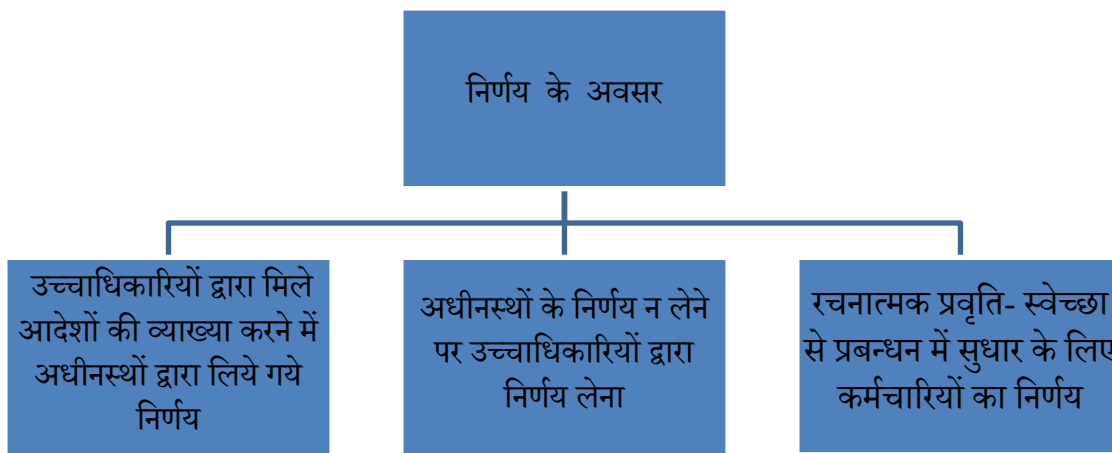 निर्णय के अवसर
उच्चाधिकारियों द्वारा मिले
आदेशों की व्याख्या करने में
अधीनस्थों द्वारा लिये गये
निर्णय
अधीनस्थों के निर्णय न लेने
पर उच्चाधिकारियों द्वारा
निर्णय लेना
रचनात्मक प्रवृति- स्वेच्छा
से प्रबन्धन में सुधार के लिए
कर्मचारियों का निर्णय